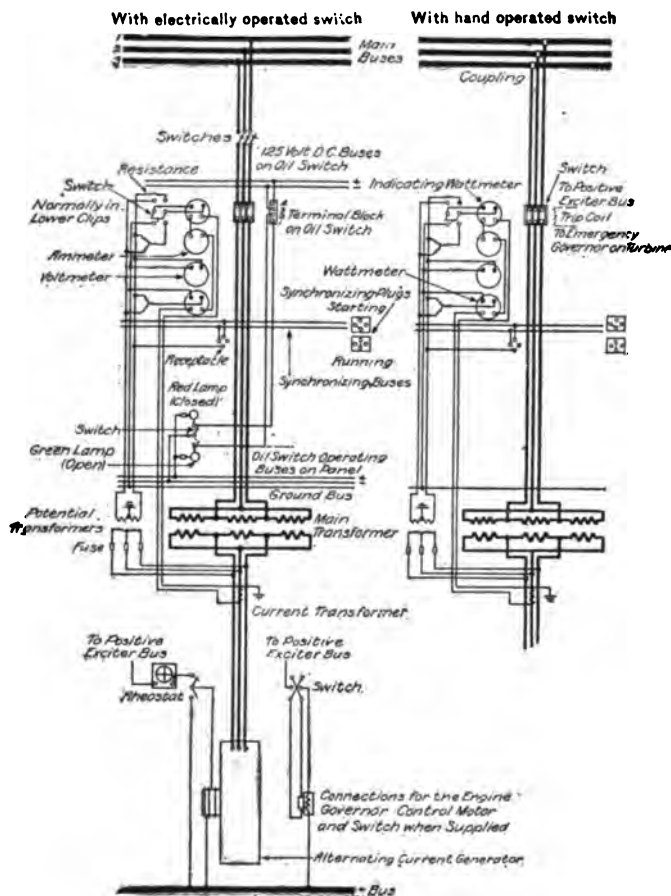 With electrically operated switch
With hand operated switch
Main
Buses
Coupling
Switches
125 Volt D.C. Buses
on Oil Switch
Resistance
Switch
Normally in
Lower Clips
Terminal Block
on Oil Switch
Ammeter
Voltmeter
Indicating Wattmeter
Switch
To Positive
Exciter Bus
Trip Coil
To Emergency
Governor on Turbine
Wattmeter
Synchronizing Plugs
Starting
Running
Receptacle
Synchronizing Buses
Red Lamp
(Closed)
Switch
Green Lamp
(Open)
Oil Switch Operating
Buses on Panel
Ground Bus
Potential
Transformers
Fuse
Main
Transformer
Current Transformer
To Positive
Exciter Bus
Rheostat
To Positive
Exciter Bus
Switch.
Connections for the Engine
Governor Control Motor
and Switch when Supplied
Alternating Current Generator
- Bus